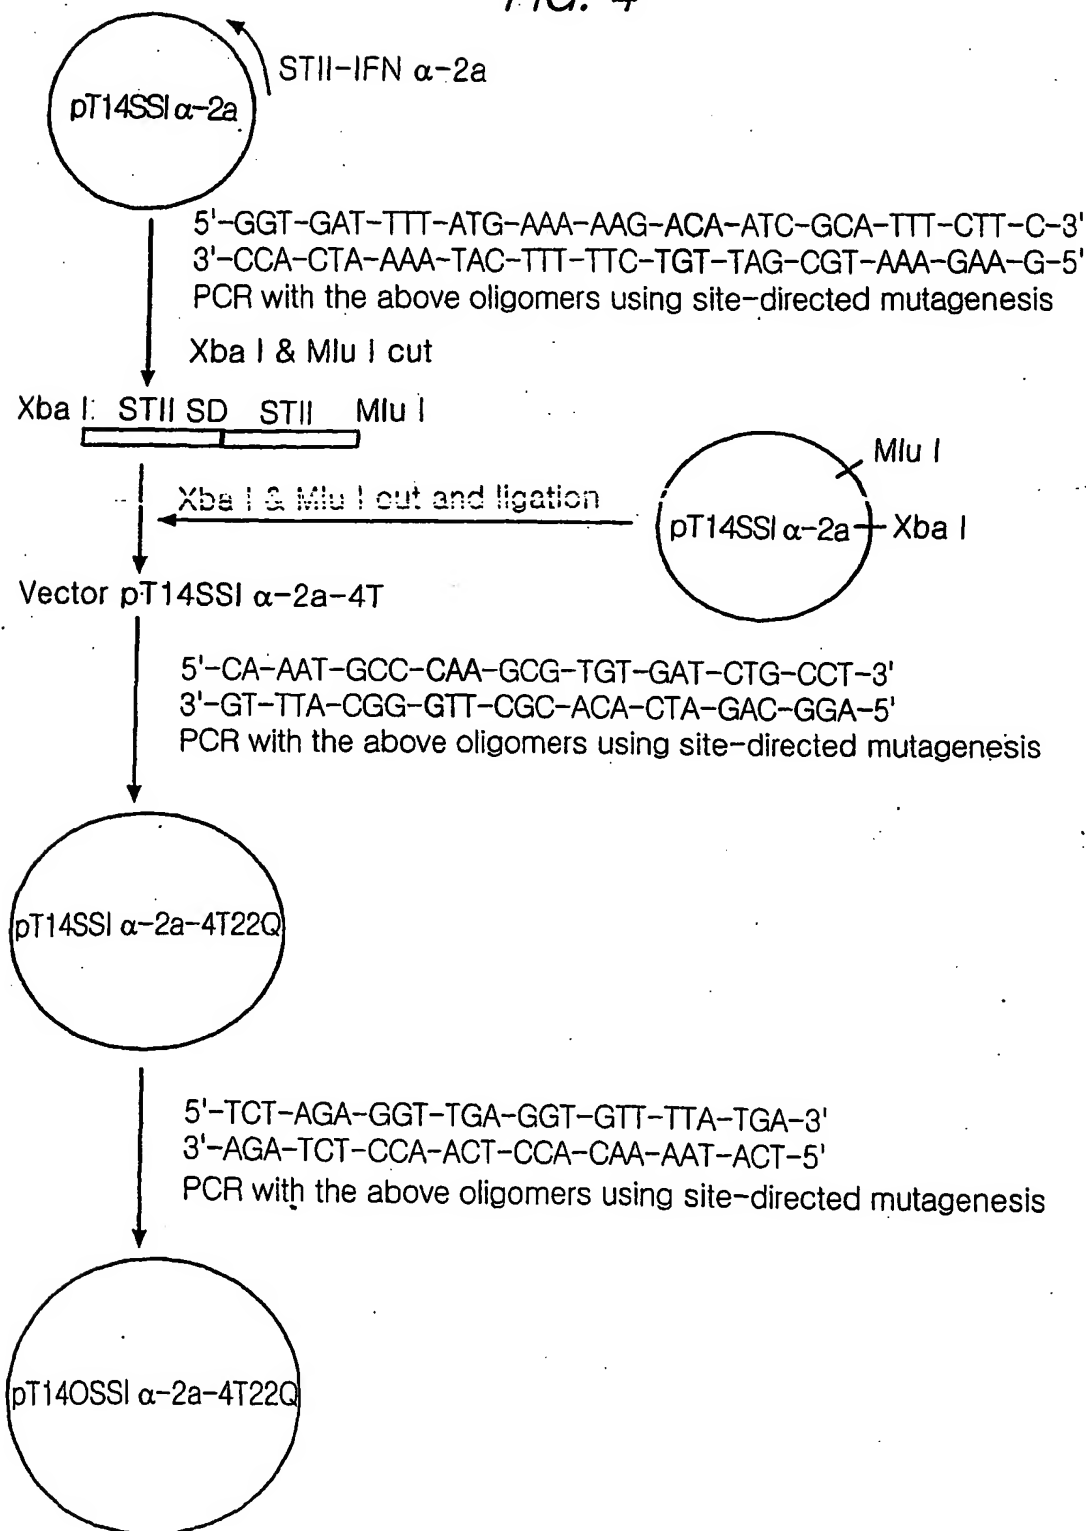 FIG. 4
STII-IFN α-2a
pT14SSI α-2a
5'-GGT-GAT-TTT-ATG-AAA-AAG-ACA-ATC-GCA-TTT-CTT-C-3'
3'-CCA-CTA-AAA-TAC-TTT-TTC-TGT-TAG-CGT-AAA-GAA-G-5'
PCR with the above oligomers using site-directed mutagenesis
Xba I & Mlu I cut
Xba I STII SD STII Mlu I
Mlu I
Xba I & Mlu I cut and ligation
pT14SSI α-2a
Xba I
Vector pT14SSI α-2a-4T
5'-CA-AAT-GCC-CAA-GCG-TGT-GAT-CTG-CCT-3'
3'-GT-TTA-CGG-GTT-CGC-ACA-CTA-GAC-GGA-5'
PCR with the above oligomers using site-directed mutagenesis
pT14SSI α-2a-4T22Q
5'-TCT-AGA-GGT-TGA-GGT-GTT-TTA-TGA-3'
3'-AGA-TCT-CCA-ACT-CCA-CAA-AAT-ACT-5'
PCR with the above oligomers using site-directed mutagenesis
pT14OSSI α-2a-4T22Q